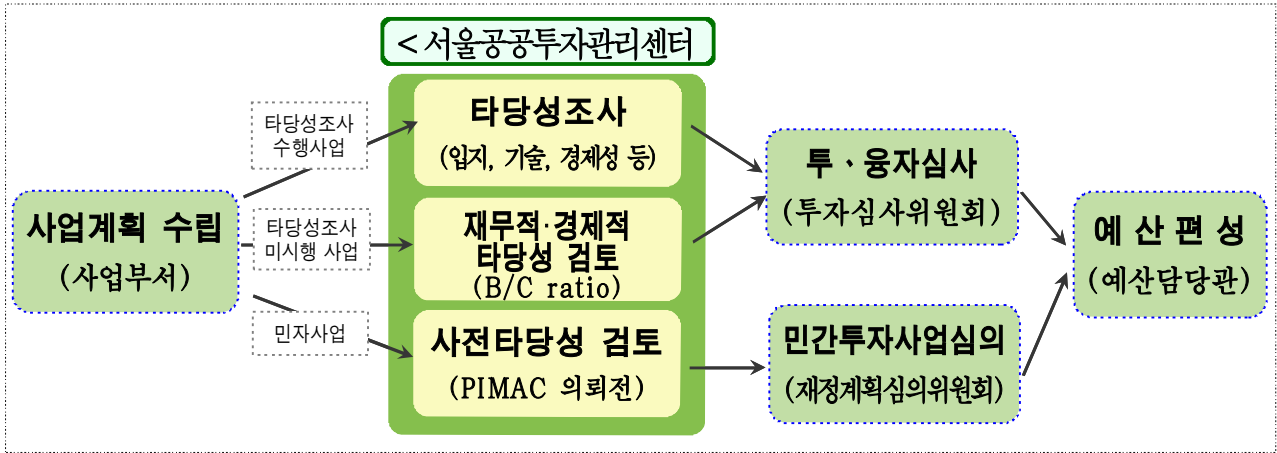 < 서울공공투자관리센터
타당성조사
수행사업
타당성조사
(입지, 기술, 경제성 등)
투、융자심사
(투자심사위원회)
사업계획 수립
(사업부서)
타당성조사
미시행 사업
재무적·경제적
타당성 검토
(B/C ratio)
예 산 편 성
(예산담당관)
민자사업
사전타당성 검토
(PIMAC 의뢰전)
민간투자사업심의
(재정계획심의위원회)